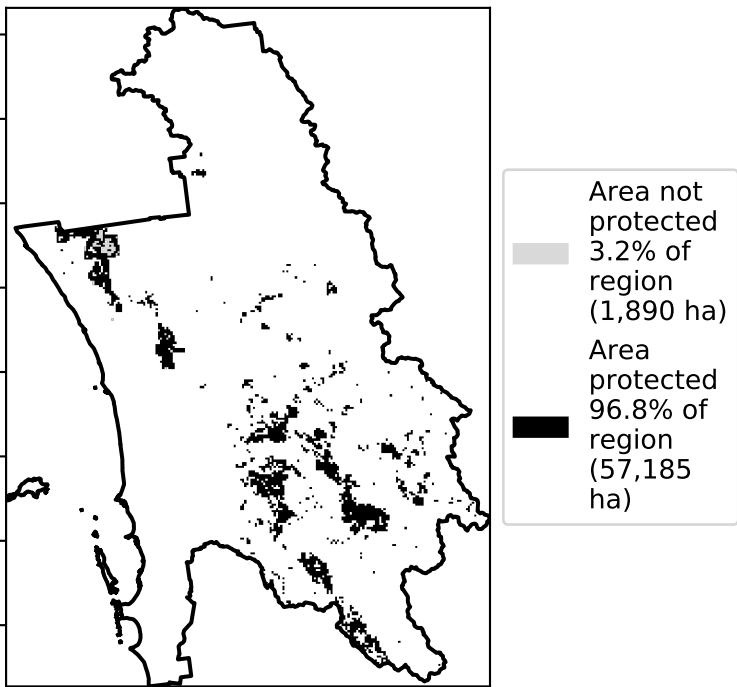 Area not
protected
3.2% of
region
(1,890 ha)
Area
protected
96.8% of
region
(57,185
ha)